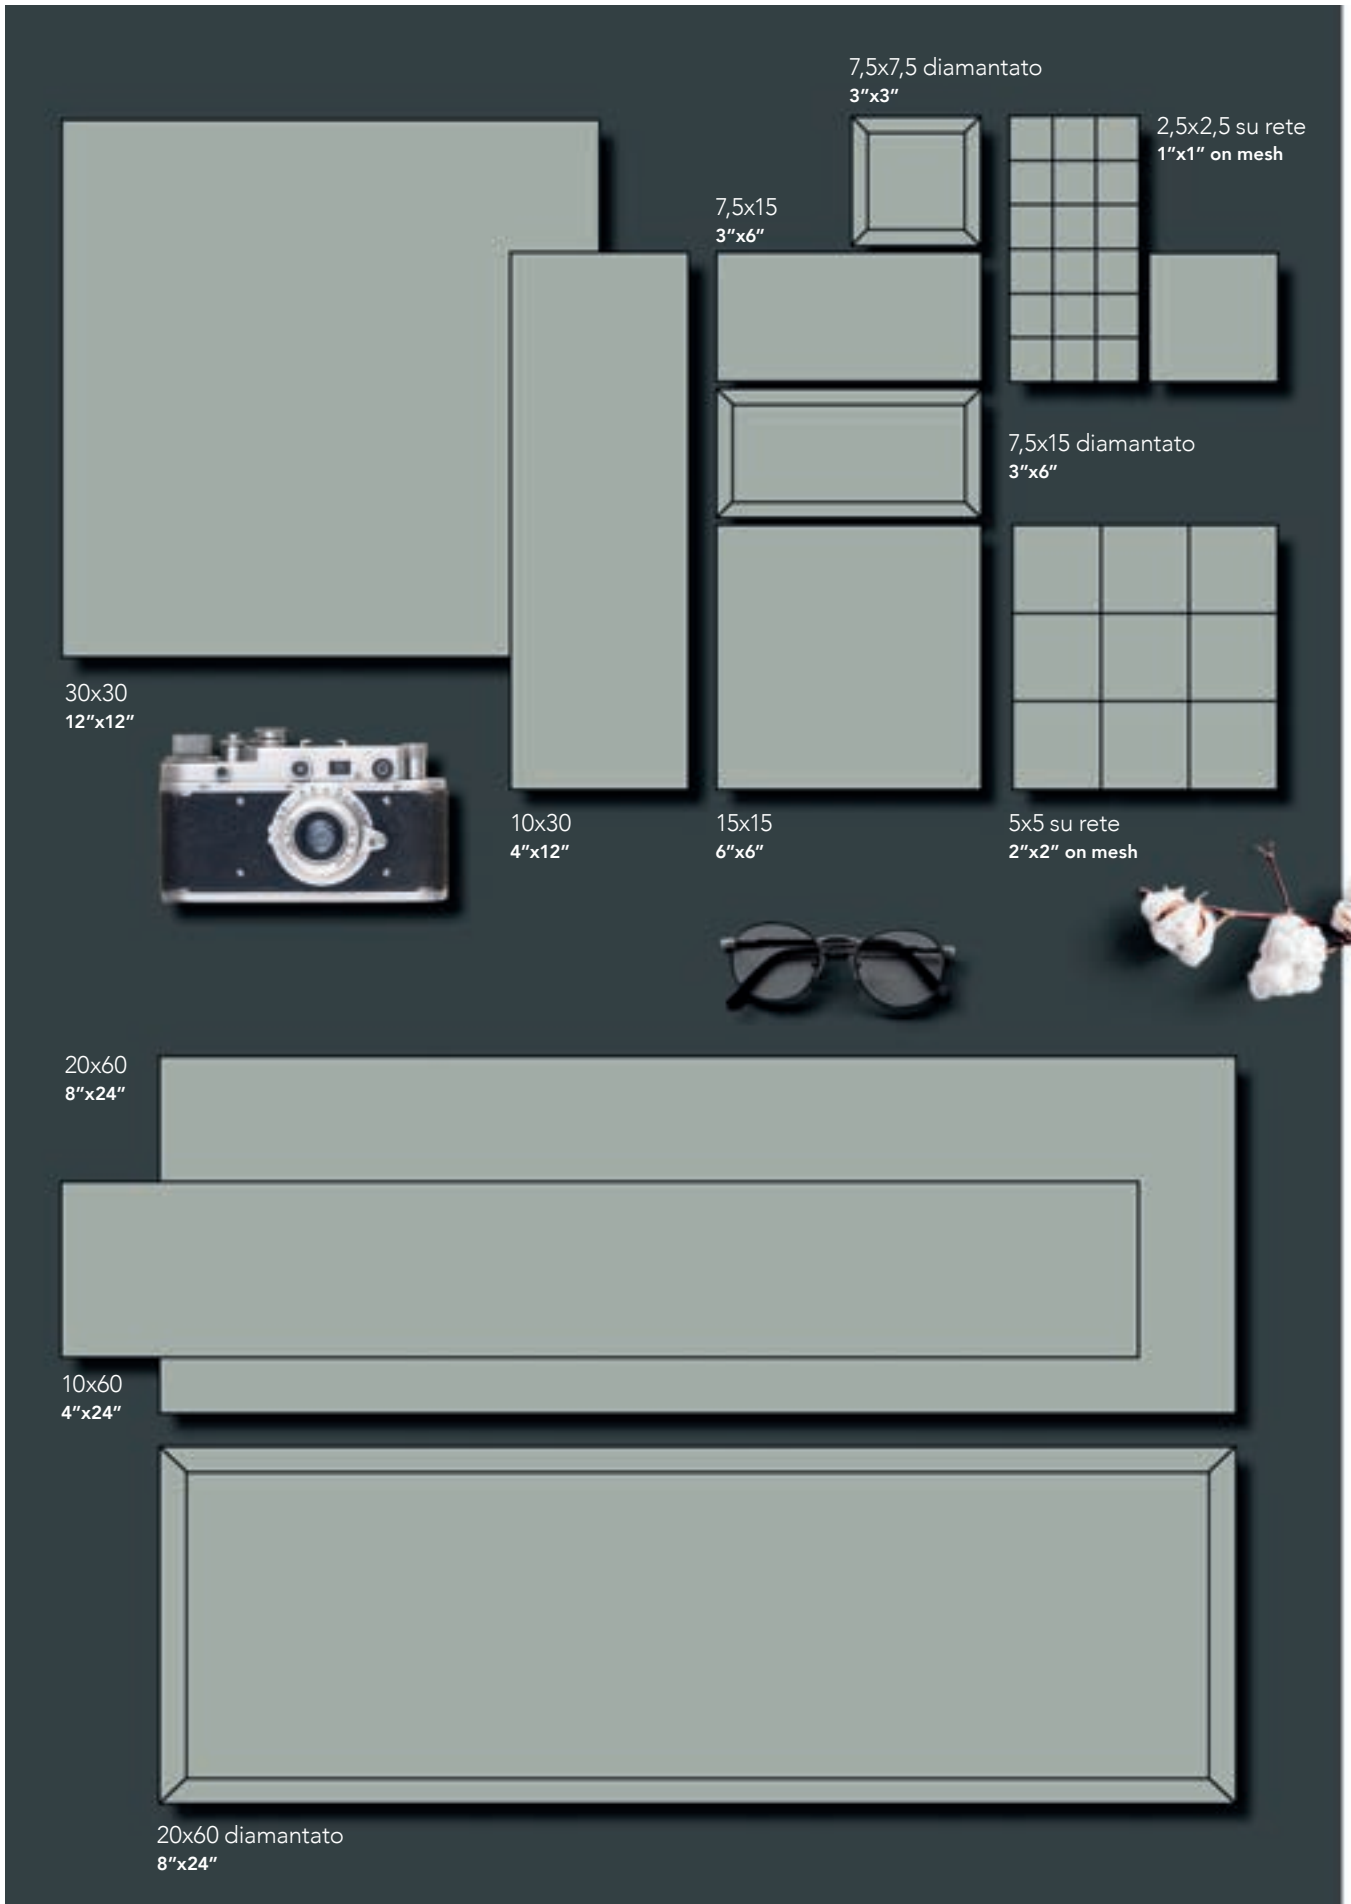 7,5x7,5 diamantato
3”x3”
2,5x2,5 su rete
1”x1” on mesh
7,5x15
3”x6”
7,5x15 diamantato
3”x6”
30x30
12”x12”
10x30
4”x12”
15x15
6”x6”
5x5 su rete
2”x2” on mesh
20x60
8”x24”
10x60
4”x24”
20x60 diamantato
8”x24”